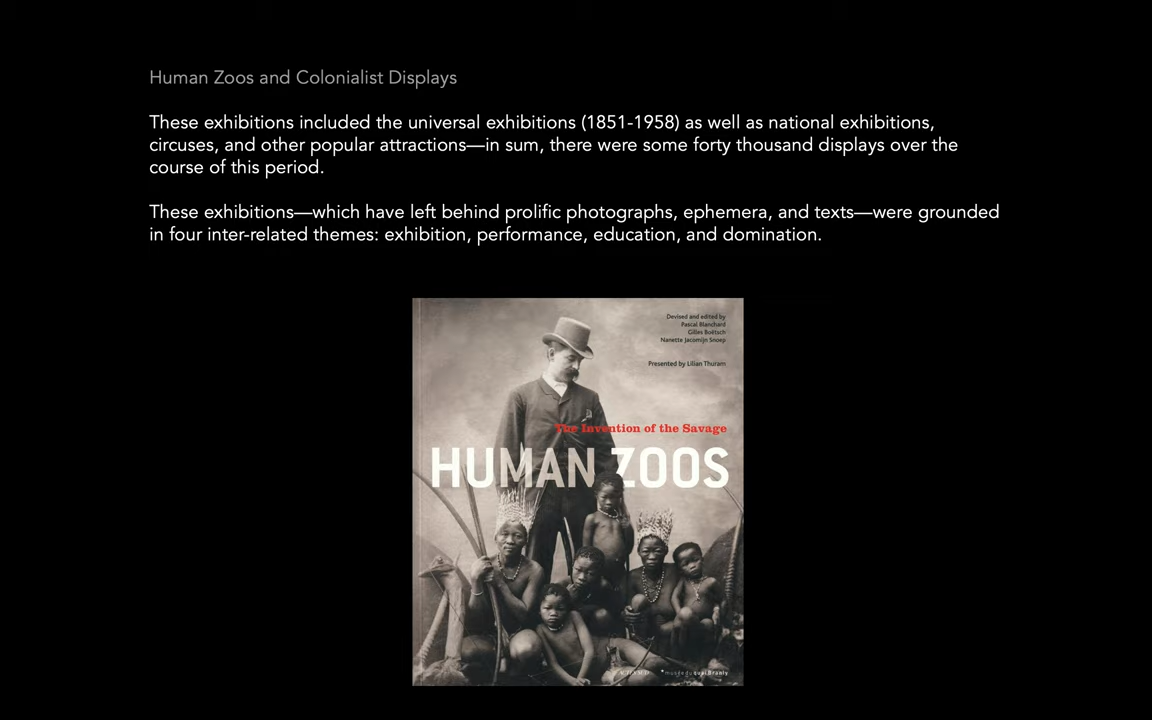 Human Zoos and Colonialist Displays
These exhibitions included the universal exhibitions (1851-1958) as well as national exhibitions,
circuses, and other popular attractions—in sum, there were some forty thousand displays over the
course of this period.
These exhibitions—which have left behind prolific photographs, ephemera, and texts—were grounded
in four inter-related themes: exhibition, performance, education, and domination.
Devised and edited by
Pascal Blanchard
Gilles Boëtsch
Nanette Jacomijn Snoep
Presented by Lilian Thuram
The Invention of the Savage
HUMAN ZOOS
musée du quai Branly